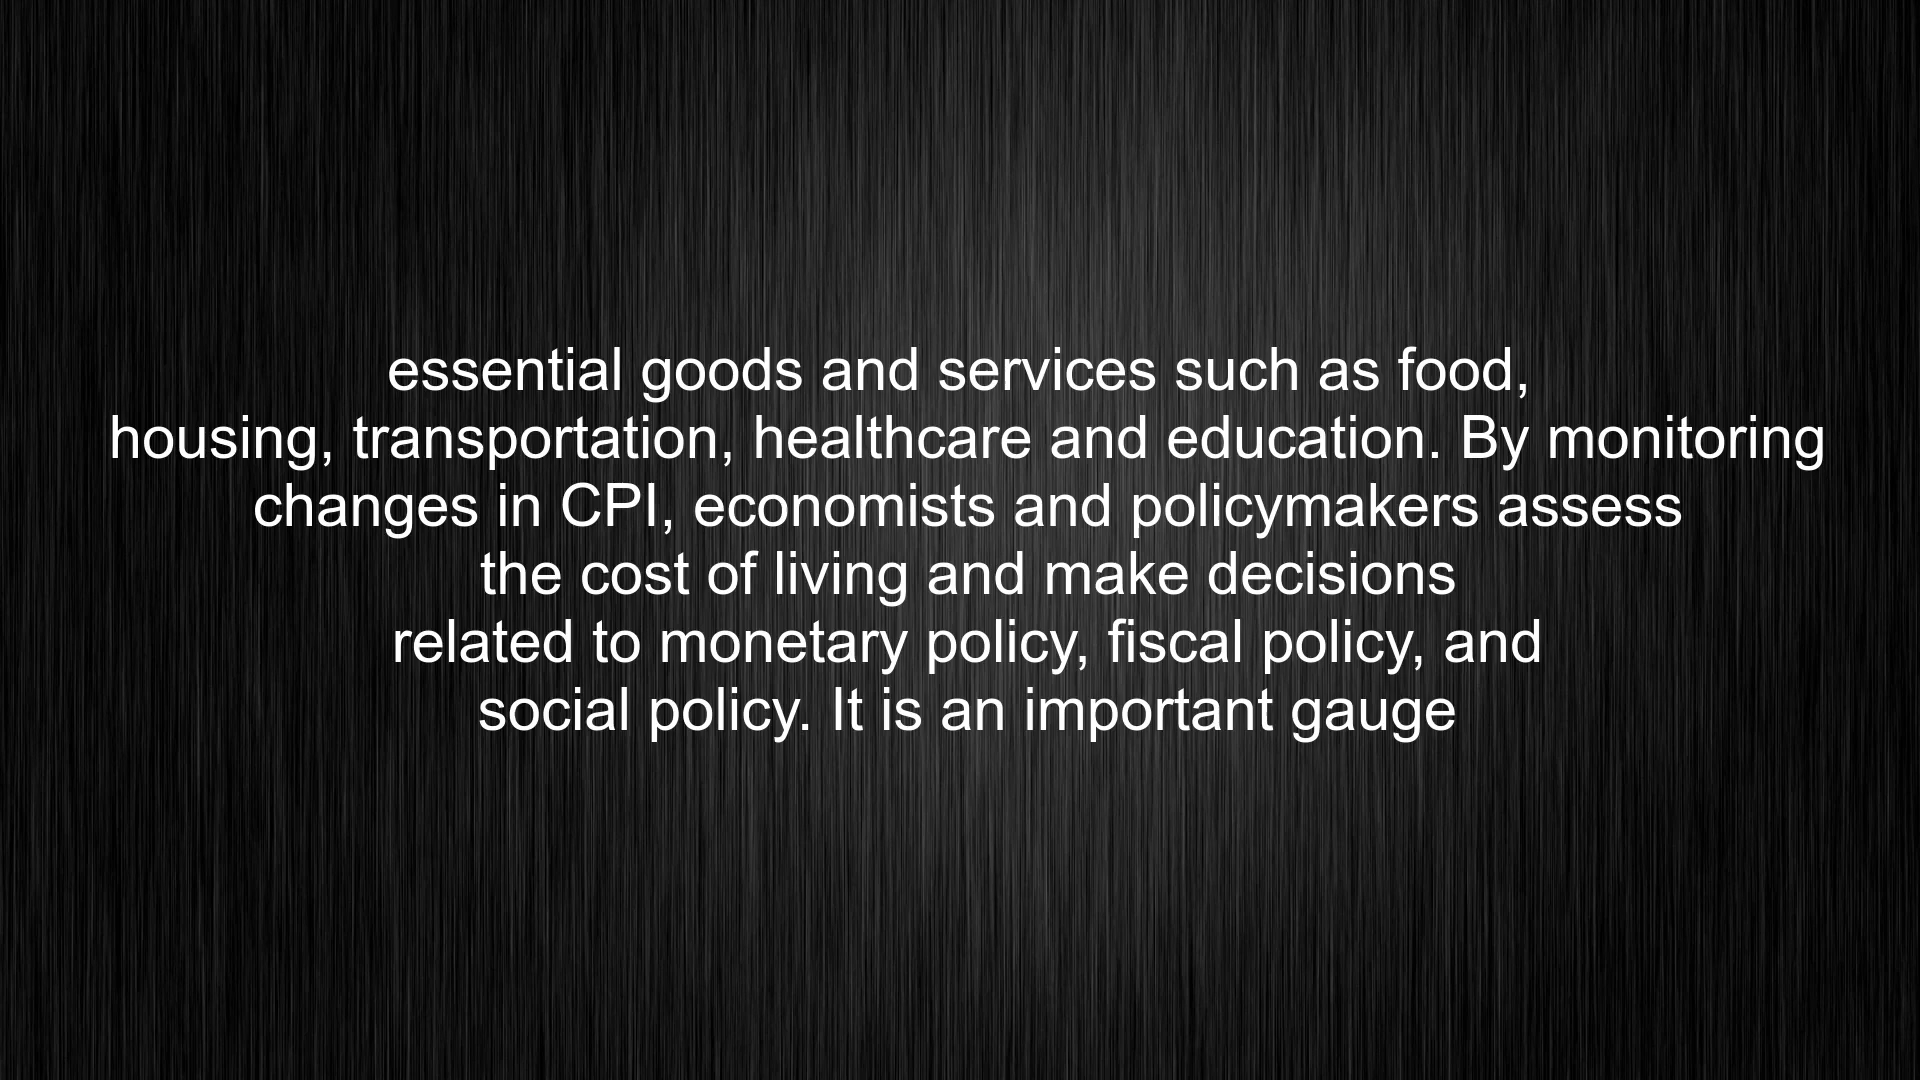 essential goods and services such as food,
housing, transportation, healthcare and education. By monitoring
changes in CPI, economists and policymakers assess
the cost of living and make decisions
related to monetary policy, fiscal policy, and
social policy. It is an important gauge